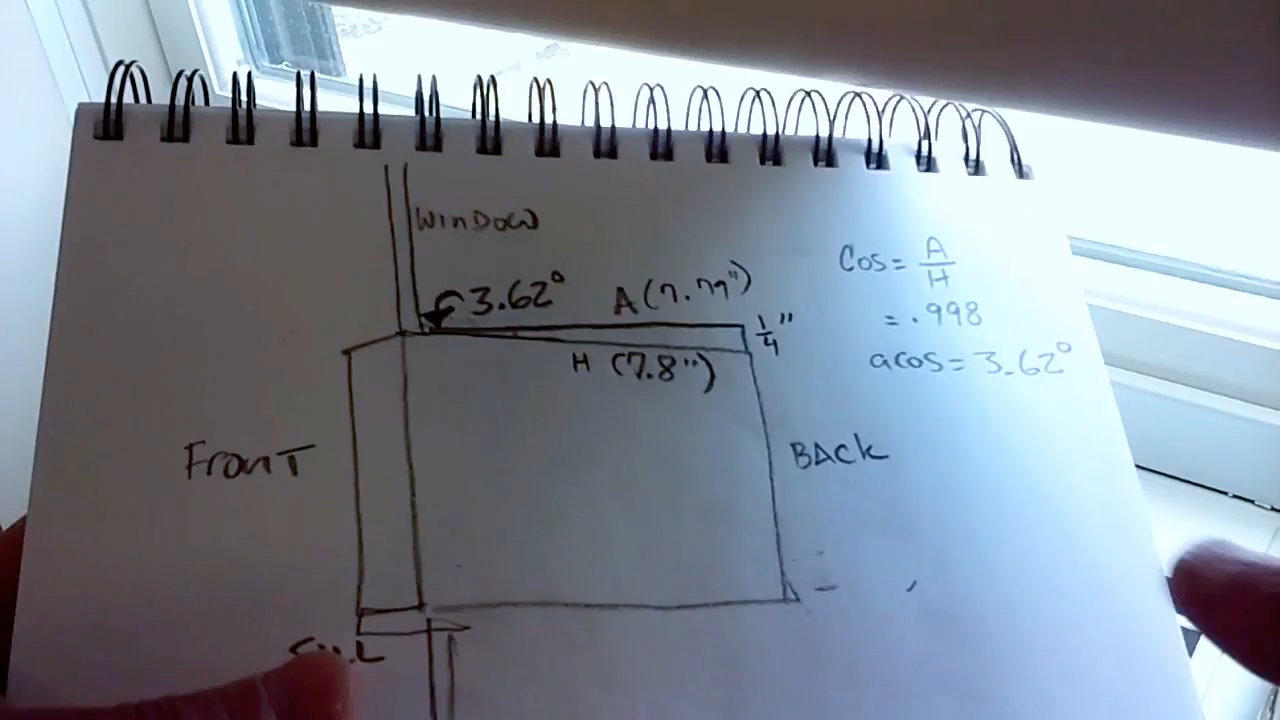 WINDOW
3.62°
A (7.79")
1/4"
H (7.8")
Cos = A/H
= .998
acos = 3.62°
FronT
BACk